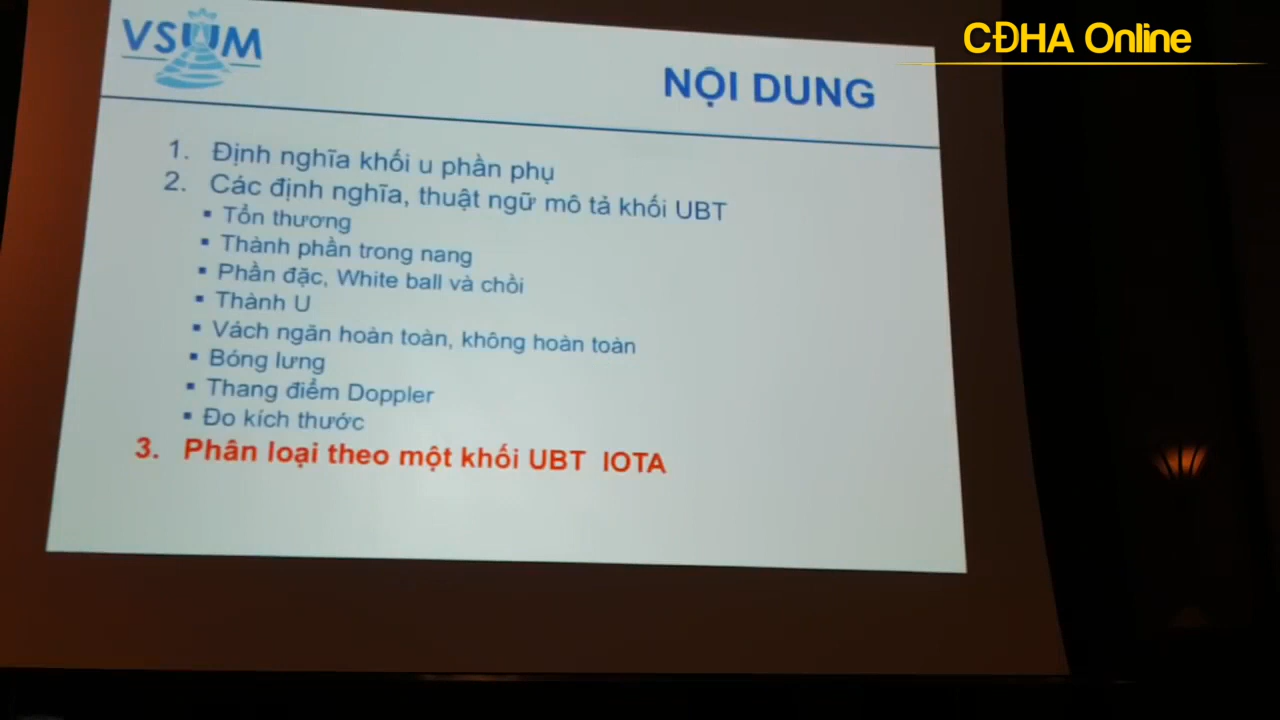 VSUM
CĐHA Online
NỘI DUNG
1. Định nghĩa khối u phần phụ
2. Các định nghĩa, thuật ngữ mô tả khối UBT
▪ Tổn thương
▪ Thành phần trong nang
▪ Phần đặc, White ball và chồi
▪ Thành U
▪ Vách ngăn hoàn toàn, không hoàn toàn
▪ Bóng lưng
▪ Thang điểm Doppler
▪ Đo kích thước
3. Phân loại theo một khối UBT IOTA